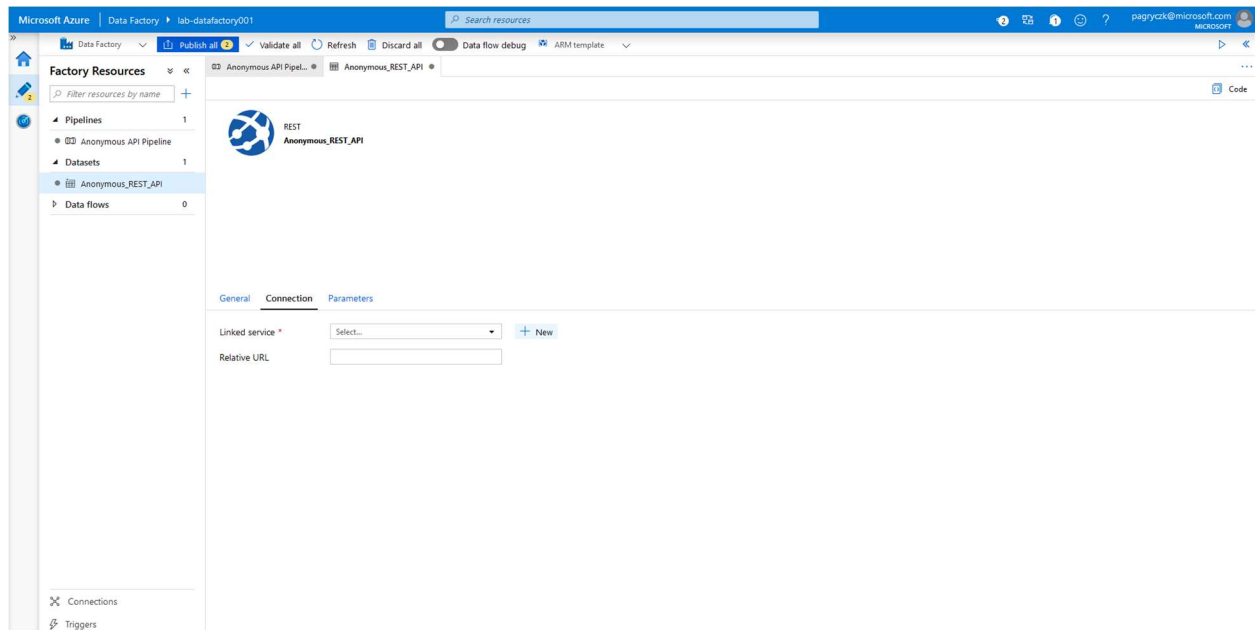 Microsoft Azure Data Factory lab-datafactory001 Search resources 2 1 ? pagryczk@microsoft.com
MICROSOFT
» Data Factory Publish all 2 Validate all Refresh Discard all Data flow debug ARM template «
Factory Resources « Anonymous API Pipel... Anonymous_REST_API ...
2 Filter resources by name + Code
Pipelines 1
REST
Anonymous API Pipeline Anonymous_REST_API
Datasets 1
Anonymous_REST_API
Data flows 0
General Connection Parameters
Linked service * Select... + New
Relative URL
Connections
Triggers